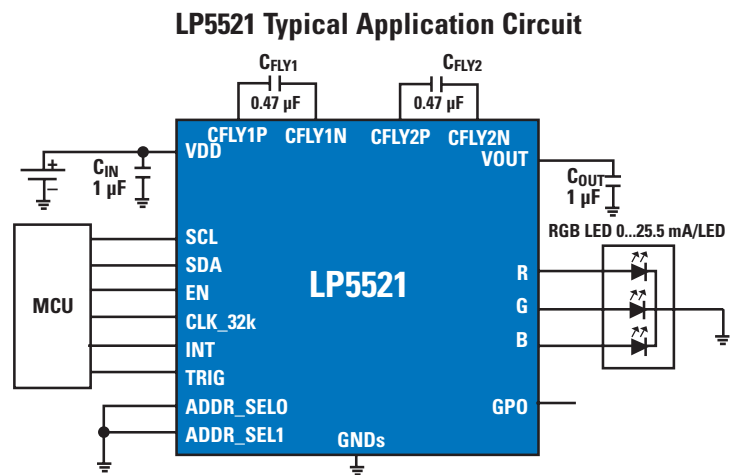 LP5521 Typical Application Circuit
CFLY1
0.47 µF
CFLY2
0.47 µF
CFLY1P
CFLY1N
CFLY2P
CFLY2N
VDD
VOUT
+
–
CIN
1 µF
COUT
1 µF
RGB LED 0...25.5 mA/LED
MCU
SCL
SDA
EN
CLK_32k
INT
TRIG
ADDR_SEL0
ADDR_SEL1
LP5521
R
G
B
GPO
GNDs